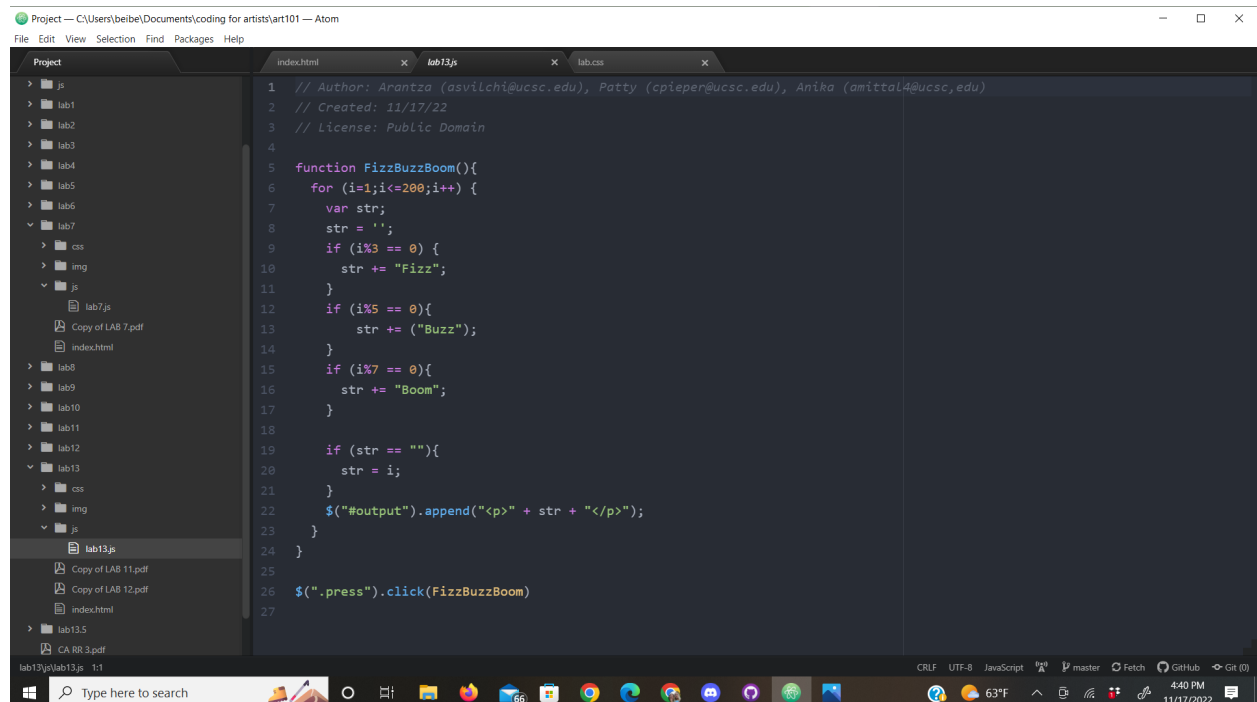 Project — C:\Users\beibe\Documents\coding for artists\art101 — Atom
File Edit View Selection Find Packages Help
Project
index.html
lab13.js
lab.css
js
lab1
lab2
lab3
lab4
lab5
lab6
lab7
css
img
js
lab7.js
Copy of LAB 7.pdf
index.html
lab8
lab9
lab10
lab11
lab12
lab13
css
img
js
lab13.js
Copy of LAB 11.pdf
Copy of LAB 12.pdf
index.html
lab13.5
CA RR 3.pdf
1 // Author: Arantza (asvilchi@ucsc.edu), Patty (cpieper@ucsc.edu), Anika (amittal4@ucsc,edu)
2 // Created: 11/17/22
3 // License: Public Domain
4
5 function FizzBuzzBoom(){
6 for (i=1;i<=200;i++) {
7 var str;
8 str = '';
9 if (i%3 == 0) {
10 str += "Fizz";
11 }
12 if (i%5 == 0){
13 str += ("Buzz");
14 }
15 if (i%7 == 0){
16 str += "Boom";
17 }
18
19 if (str == ""){
20 str = i;
21 }
22 $("#output").append("<p>" + str + "</p>");
23 }
24 }
25
26 $(".press").click(FizzBuzzBoom)
27
lab13\js\lab13.js 1:1
CRLF UTF-8 JavaScript master Fetch GitHub Git (0)
Type here to search
66
63°F
4:40 PM
11/17/2022